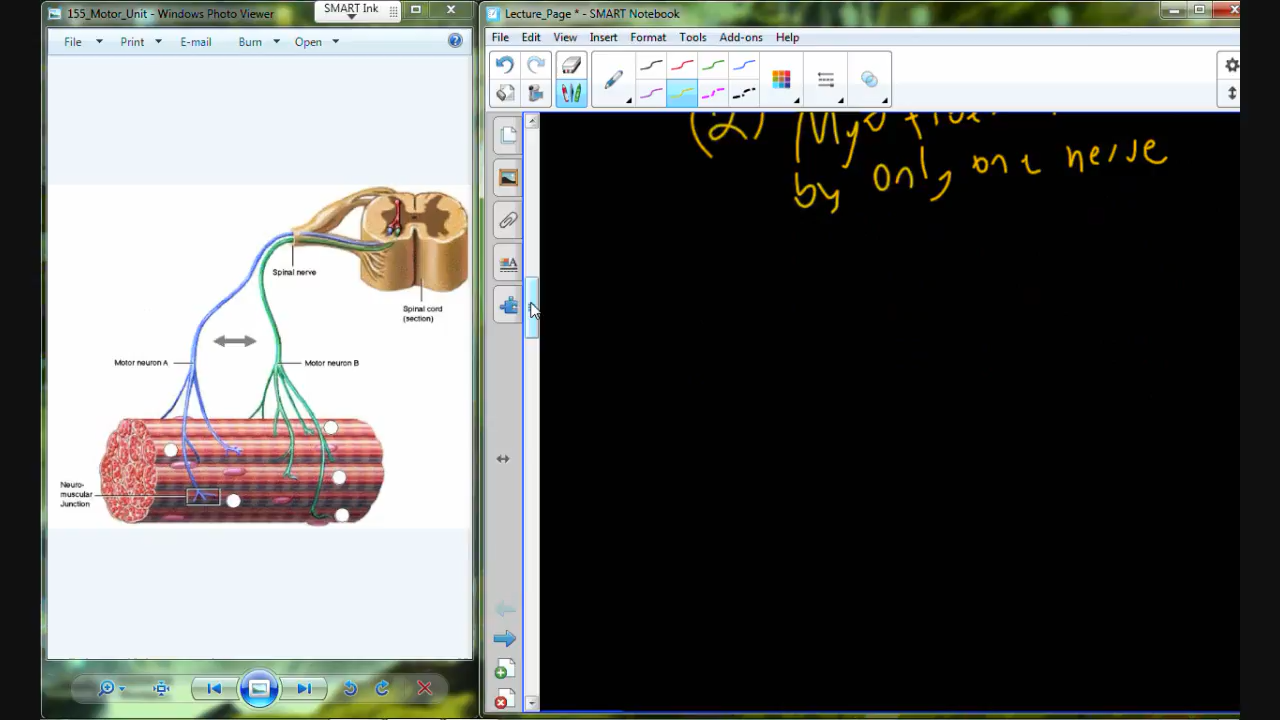 155_Motor_Unit - Windows Photo Viewer
SMART Ink
File Print E-mail Burn Open
Spinal nerve
Spinal cord
(section)
Motor neuron A
Motor neuron B
Neuro-
muscular
Junction
Lecture_Page * - SMART Notebook
File Edit View Insert Format Tools Add-ons Help
(2)
by only one nerve